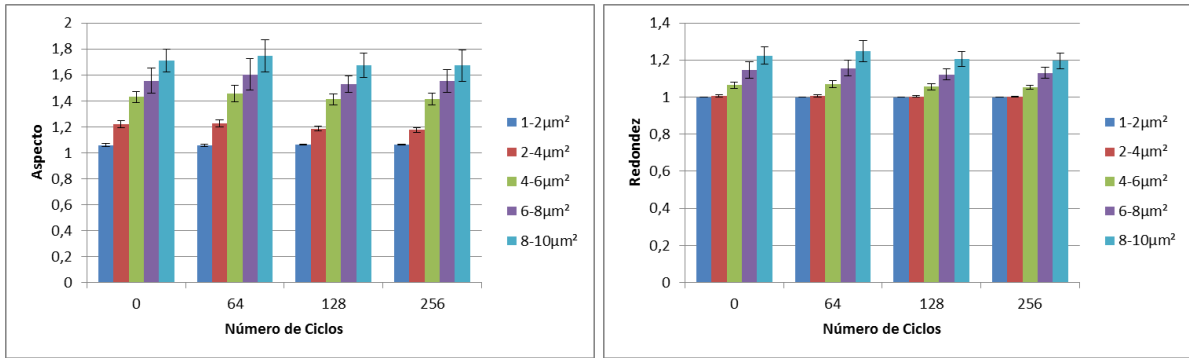 2
1,8
1,6
1,4
1,2
1
0,8
0,6
0,4
0,2
0
Aspecto
0 64 128 256
Número de Ciclos
1-2µm²
2-4µm²
4-6µm²
6-8µm²
8-10µm²
1,4
1,2
1
0,8
0,6
0,4
0,2
0
Redondez
0 64 128 256
Número de Ciclos
1-2µm²
2-4µm²
4-6µm²
6-8µm²
8-10µm²